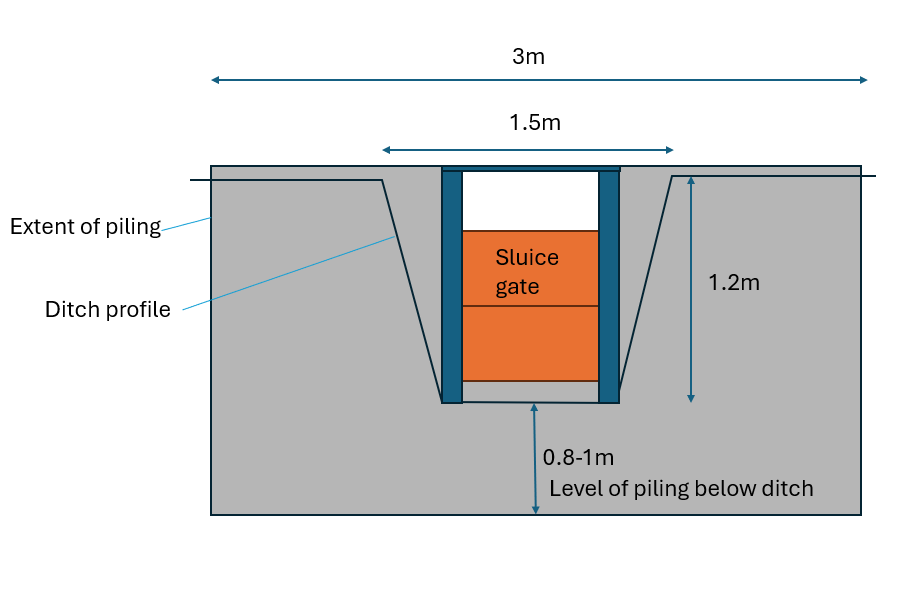 3m
1.5m
Extent of piling
Sluice
gate
1.2m
Ditch profile
0.8-1m
Level of piling below ditch